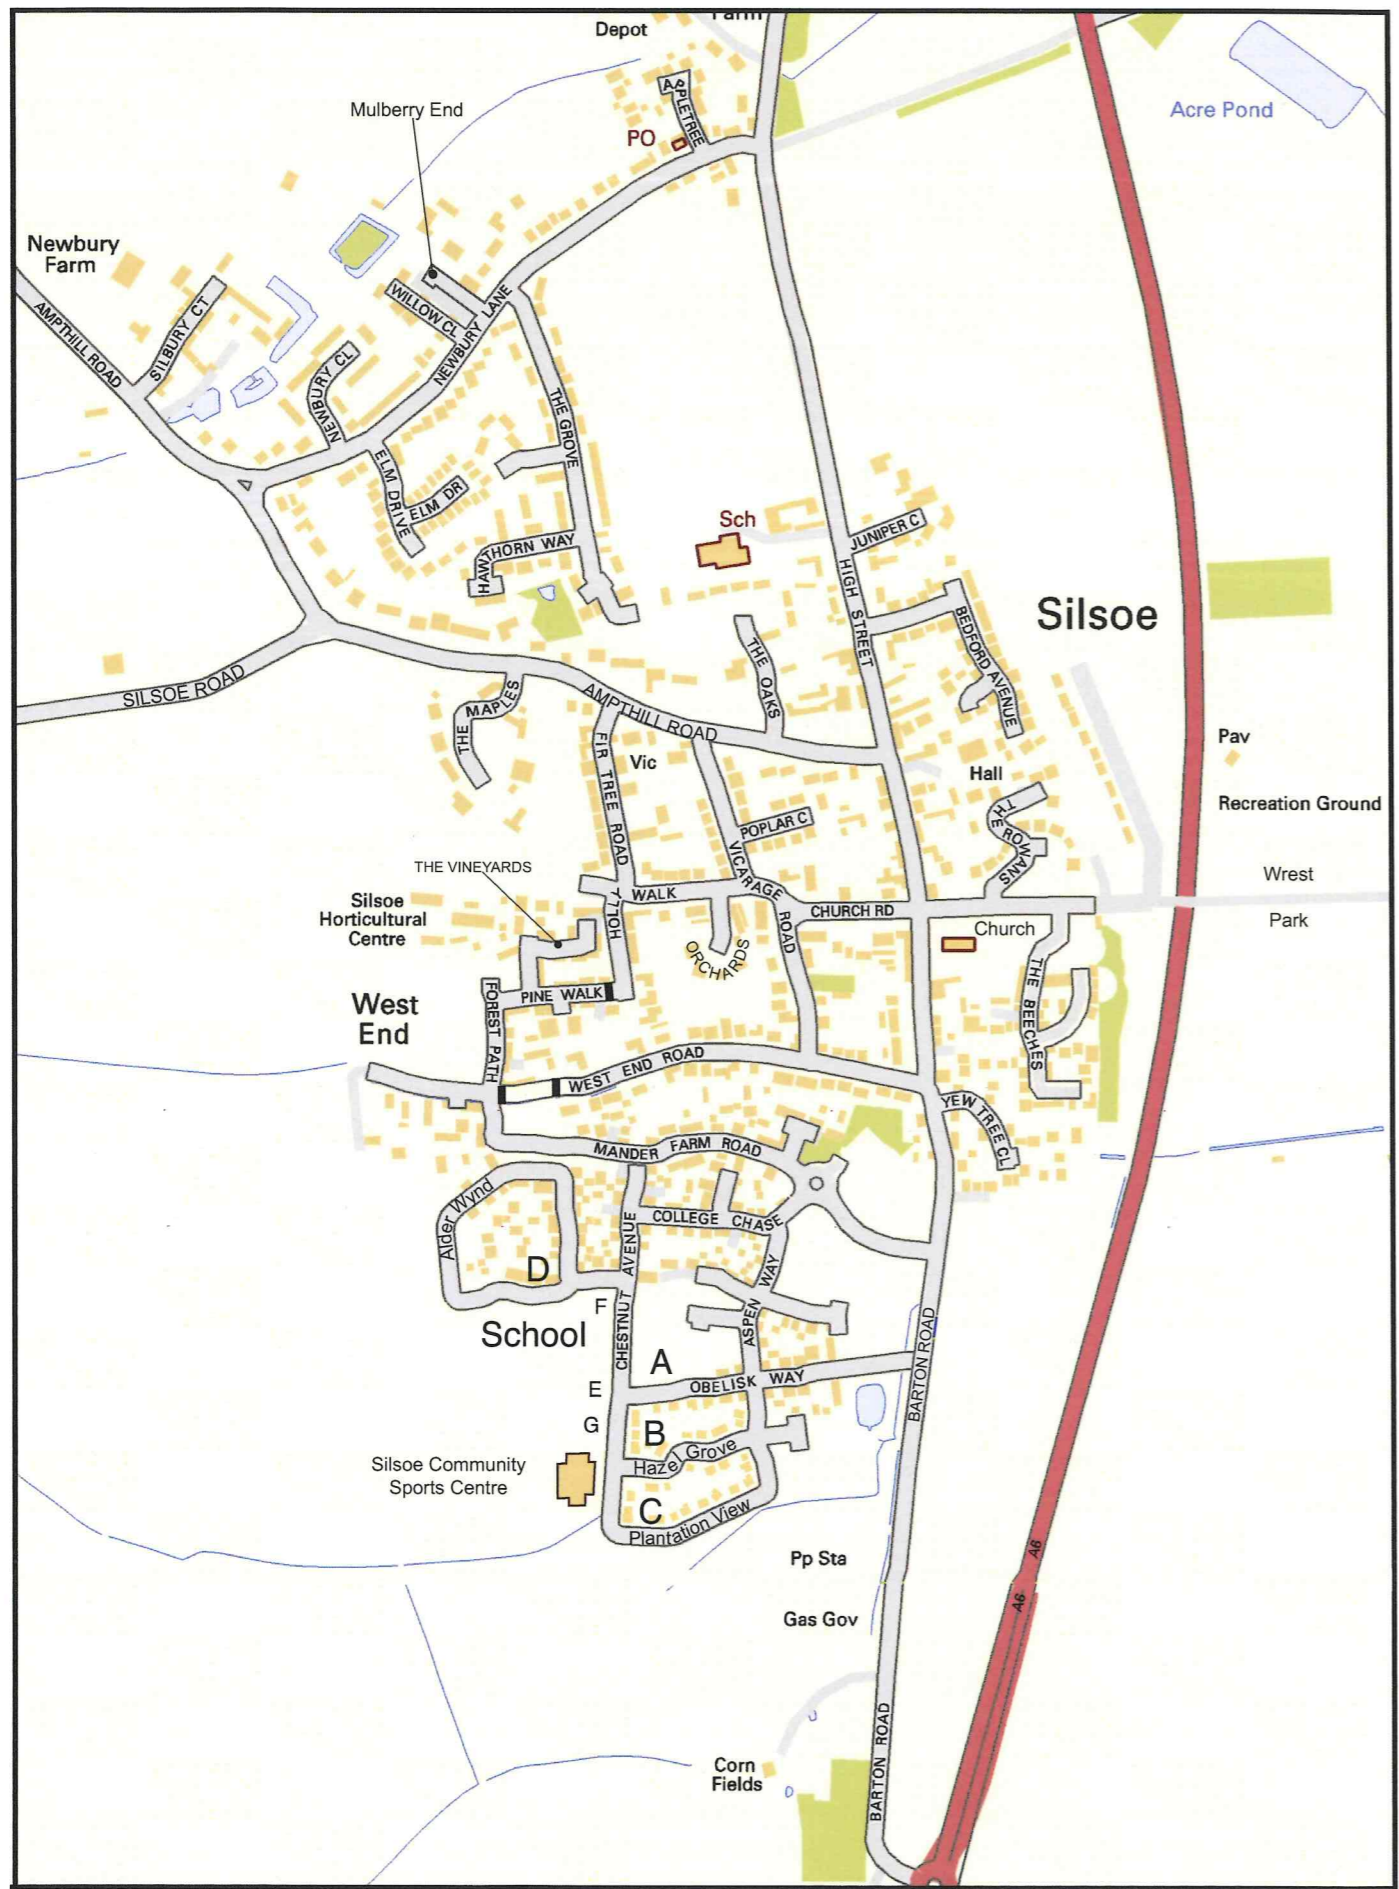 Farm
Depot
APPLETREE
PO
Acre Pond
Mulberry End
Newbury
Farm
AMPTHILL ROAD
SILBURY CT
WILLOW CL
NEWBURY LANE
NEWBURY CL
THE GROVE
ELM DRIVE
ELM DR
HAWTHORN WAY
Sch
JUNIPER C
HIGH STREET
Silsoe
BEDFORD AVENUE
THE OAKS
SILSOE ROAD
THE MAPLES
AMPTHILL ROAD
FIR TREE ROAD
Vic
Pav
Hall
Recreation Ground
THE ROWANS
POPLAR C
VICARAGE ROAD
THE VINEYARDS
Silsoe
Horticultural
Centre
HOLLY WALK
CHURCH RD
Wrest
Park
Church
ORCHARDS
THE BEECHES
PINE WALK
FOREST PATH
West
End
WEST END ROAD
YEW TREE CL
MANDER FARM ROAD
Alder Wynd
COLLEGE CHASE
CHESTNUT AVENUE
D
ASPEN WAY
F
School
A
BARTON ROAD
E
OBELISK WAY
G
B
Hazel Grove
Silsoe Community
Sports Centre
C
Plantation View
Pp Sta
A6
A6
Gas Gov
BARTON ROAD
Corn
Fields